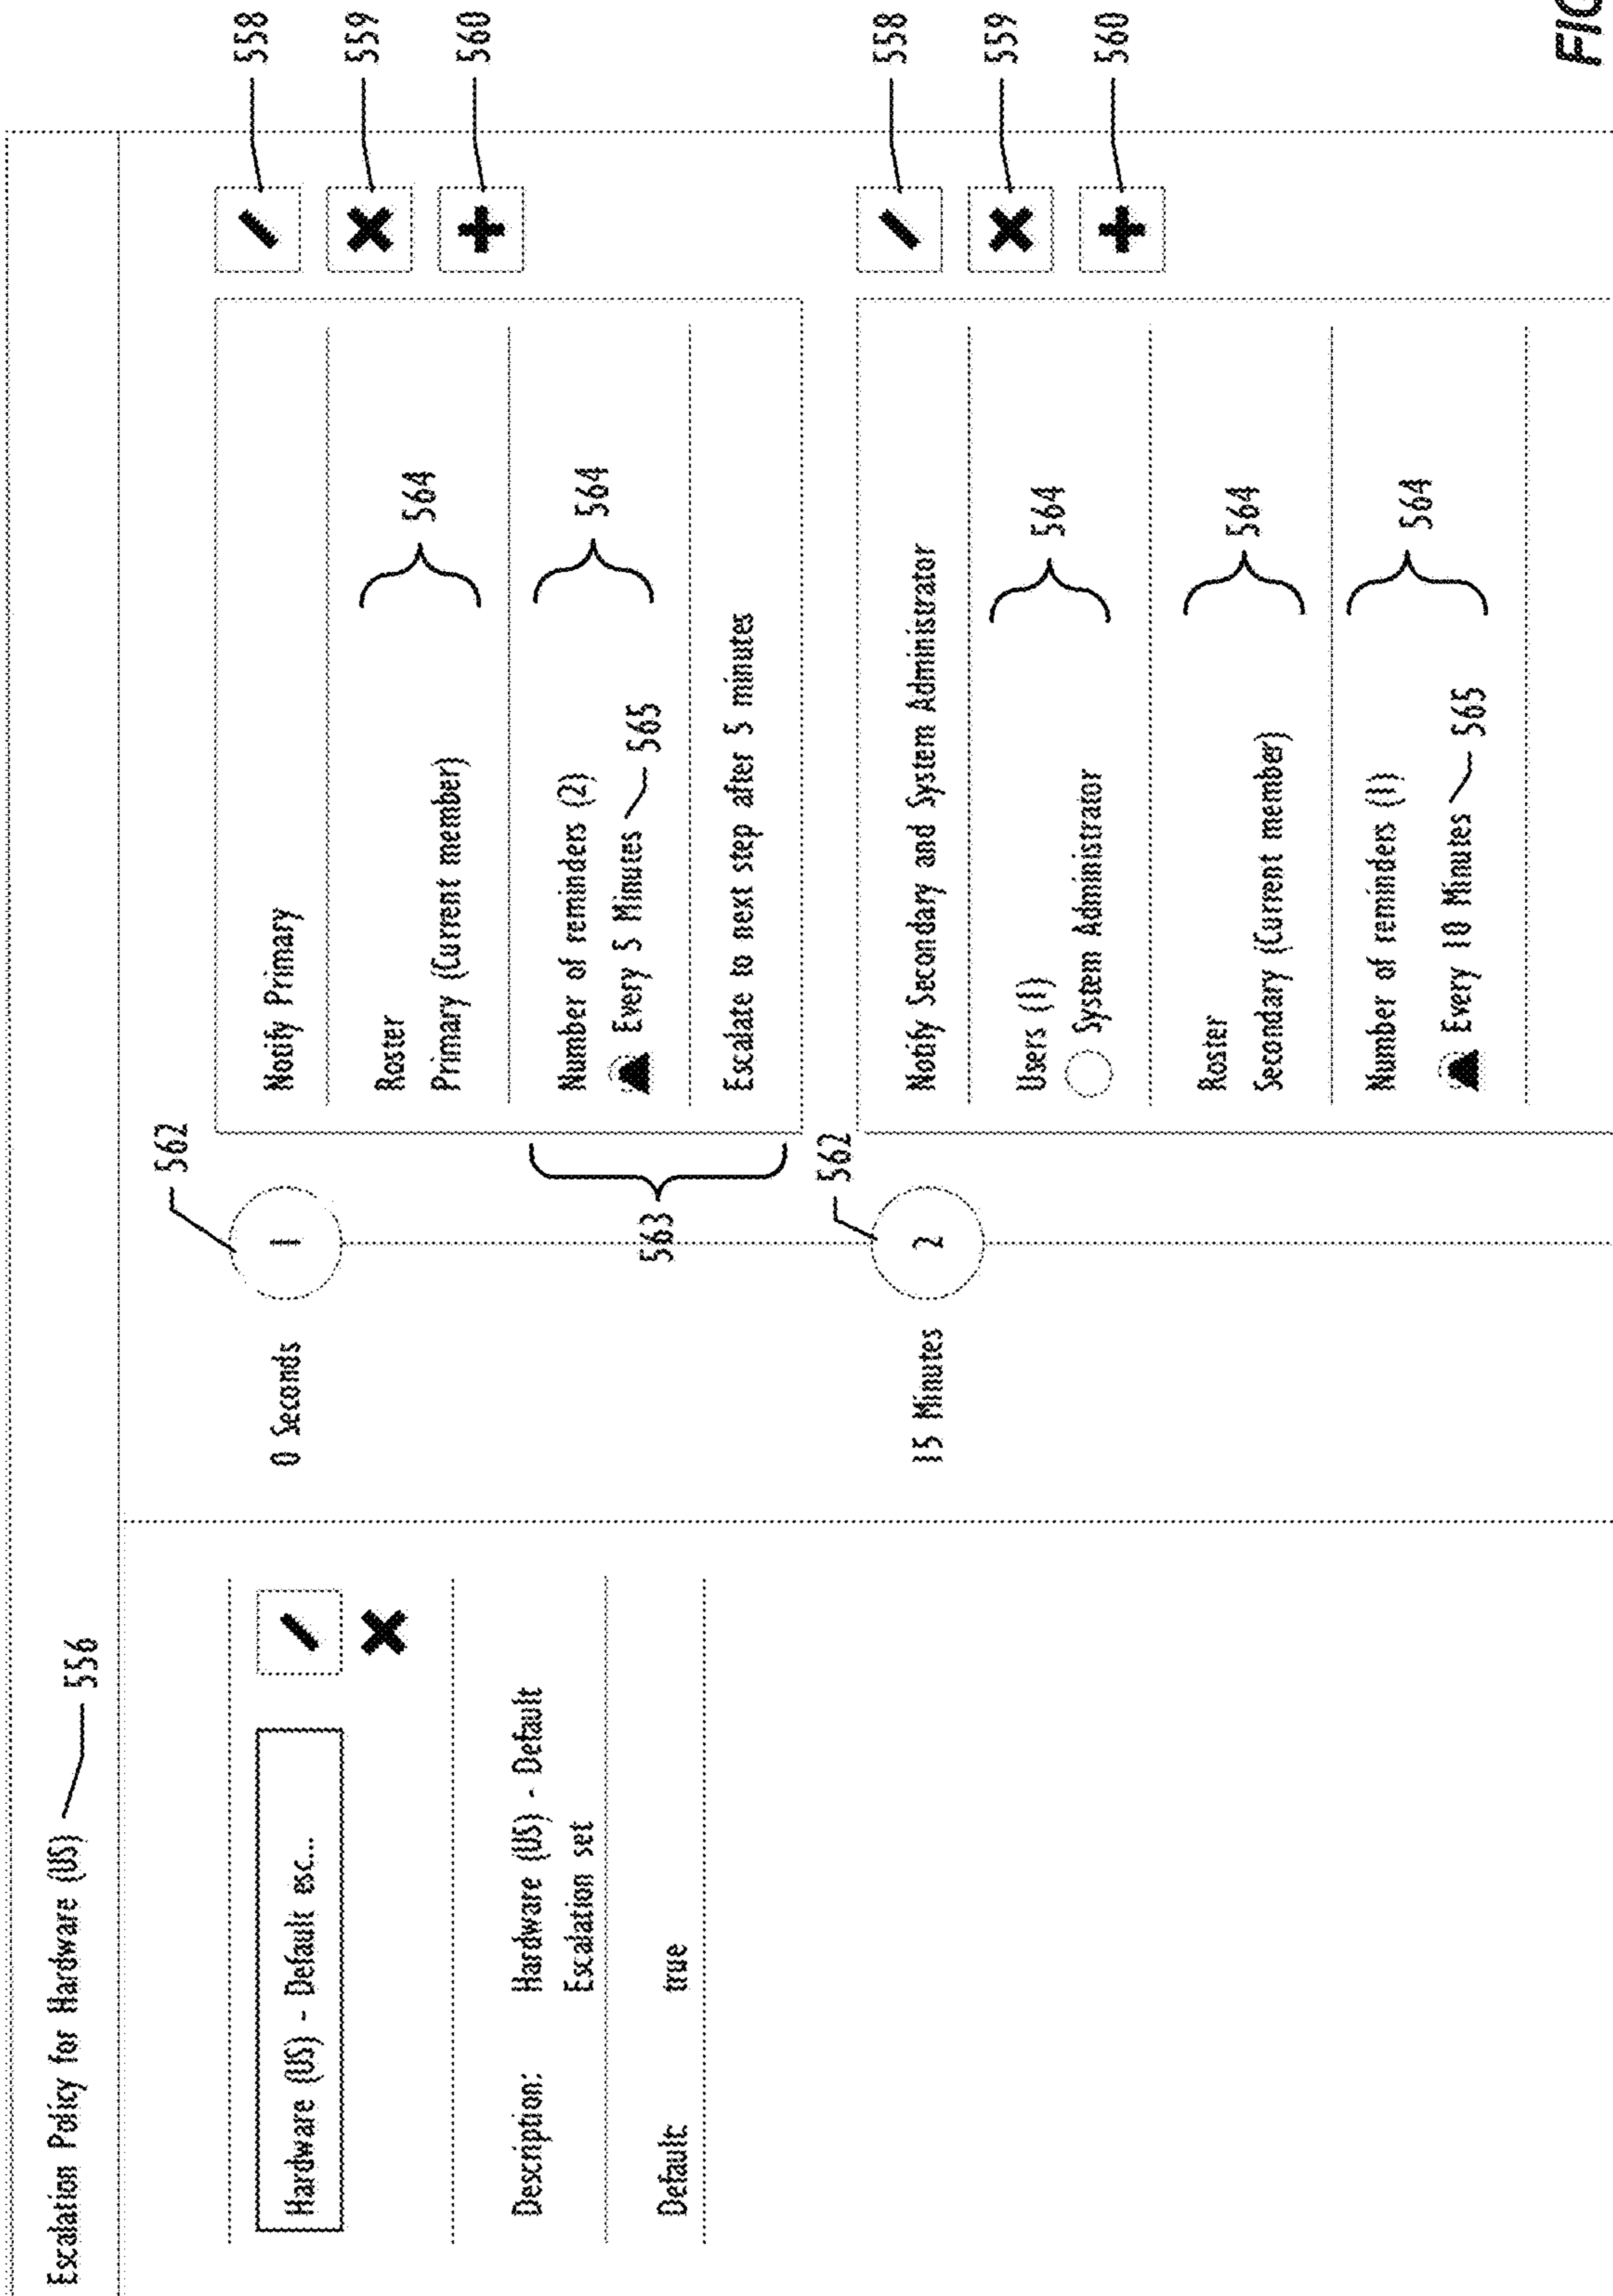 Escalation Policy for Hardware (US) 556
Hardware (US) - Default esc...
Description: Hardware (US) - Default
Escalation set
Default: true
0 Seconds
1
562
563
Notify Primary
Roster
Primary (Current member)
564
Number of reminders (2)
Every 5 Minutes 565
564
Escalate to next step after 5 minutes
558
559
560
15 Minutes
2
562
Notify Secondary and System Administrator
Users (1)
System Administrator
564
Roster
Secondary (Current member)
564
Number of reminders (1)
Every 10 Minutes 565
564
558
559
560